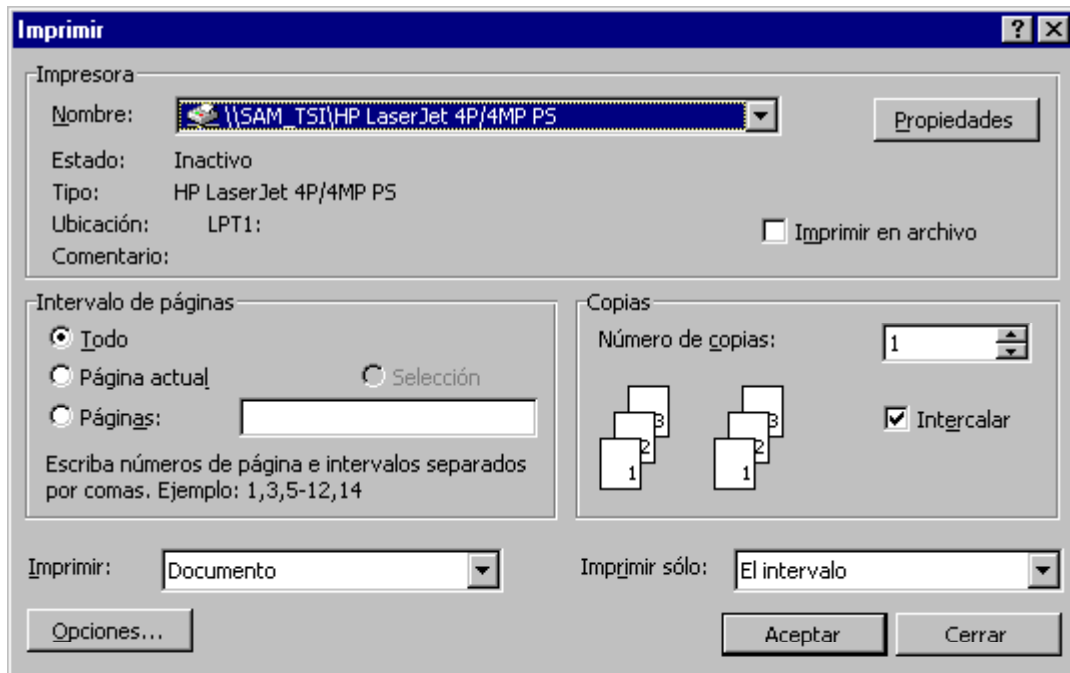 Imprimir
Impresora
Nombre: \\SAM_TSI\HP LaserJet 4P/4MP PS Propiedades
Estado: Inactivo
Tipo: HP LaserJet 4P/4MP PS
Ubicación: LPT1:
Imprimir en archivo
Comentario:
Intervalo de páginas
Todo
Página actual Selección
Páginas:
Escriba números de página e intervalos separados
por comas. Ejemplo: 1,3,5-12,14
Copias
Número de copias: 1
3 3
2 2
1 1
Intercalar
Imprimir: Documento Imprimir sólo: El intervalo
Opciones... Aceptar Cerrar